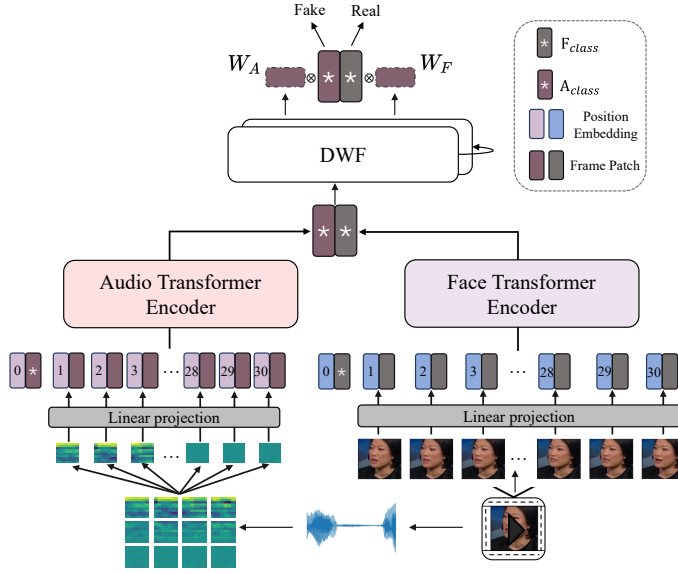 Fake Real
W_A ⊗ * * ⊗ W_F
DWF
* F_class
* A_class
Position
Embedding
Frame Patch
* *
Audio Transformer
Encoder
Face Transformer
Encoder
0 * 1 2 3 ... 28 29 30
0 * 1 2 3 ... 28 29 30
Linear projection
Linear projection
...
...